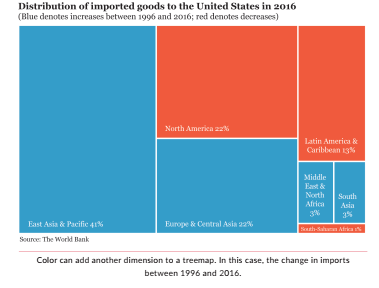 Distribution of imported goods to the United States in 2016
(Blue denotes increases between 1996 and 2016; red denotes decreases)
North America 22%
Latin America &
Caribbean 13%
Middle
East &
North
Africa
3%
South
Asia
3%
East Asia & Pacific 41%
Europe & Central Asia 22%
South-Saharan Africa 1%
Source: The World Bank
Color can add another dimension to a treemap. In this case, the change in imports
between 1996 and 2016.